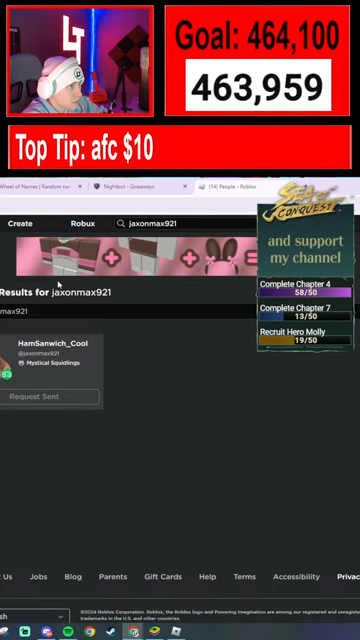 Goal: 464,100
463,959
Top Tip: afc $10
Wheel of Names | Random na
Nightbot - Giveaways
(14) People - Roblox
Create
Robux
jaxonmax921
SEA OF
CONQUEST
and support
my channel
Complete Chapter 4
58/50
Complete Chapter 7
13/50
Recruit Hero Molly
19/50
Results for jaxonmax921
max921
HamSanwich_Cool
@jaxonmax921
Mystical Squidlings
Request Sent
t Us
Jobs
Blog
Parents
Gift Cards
Help
Terms
Accessibility
Privac
sh
©2024 Roblox Corporation. Roblox, the Roblox logo and Powering Imagination are among our registered and unregistered
trademarks in the U.S. and other countries.